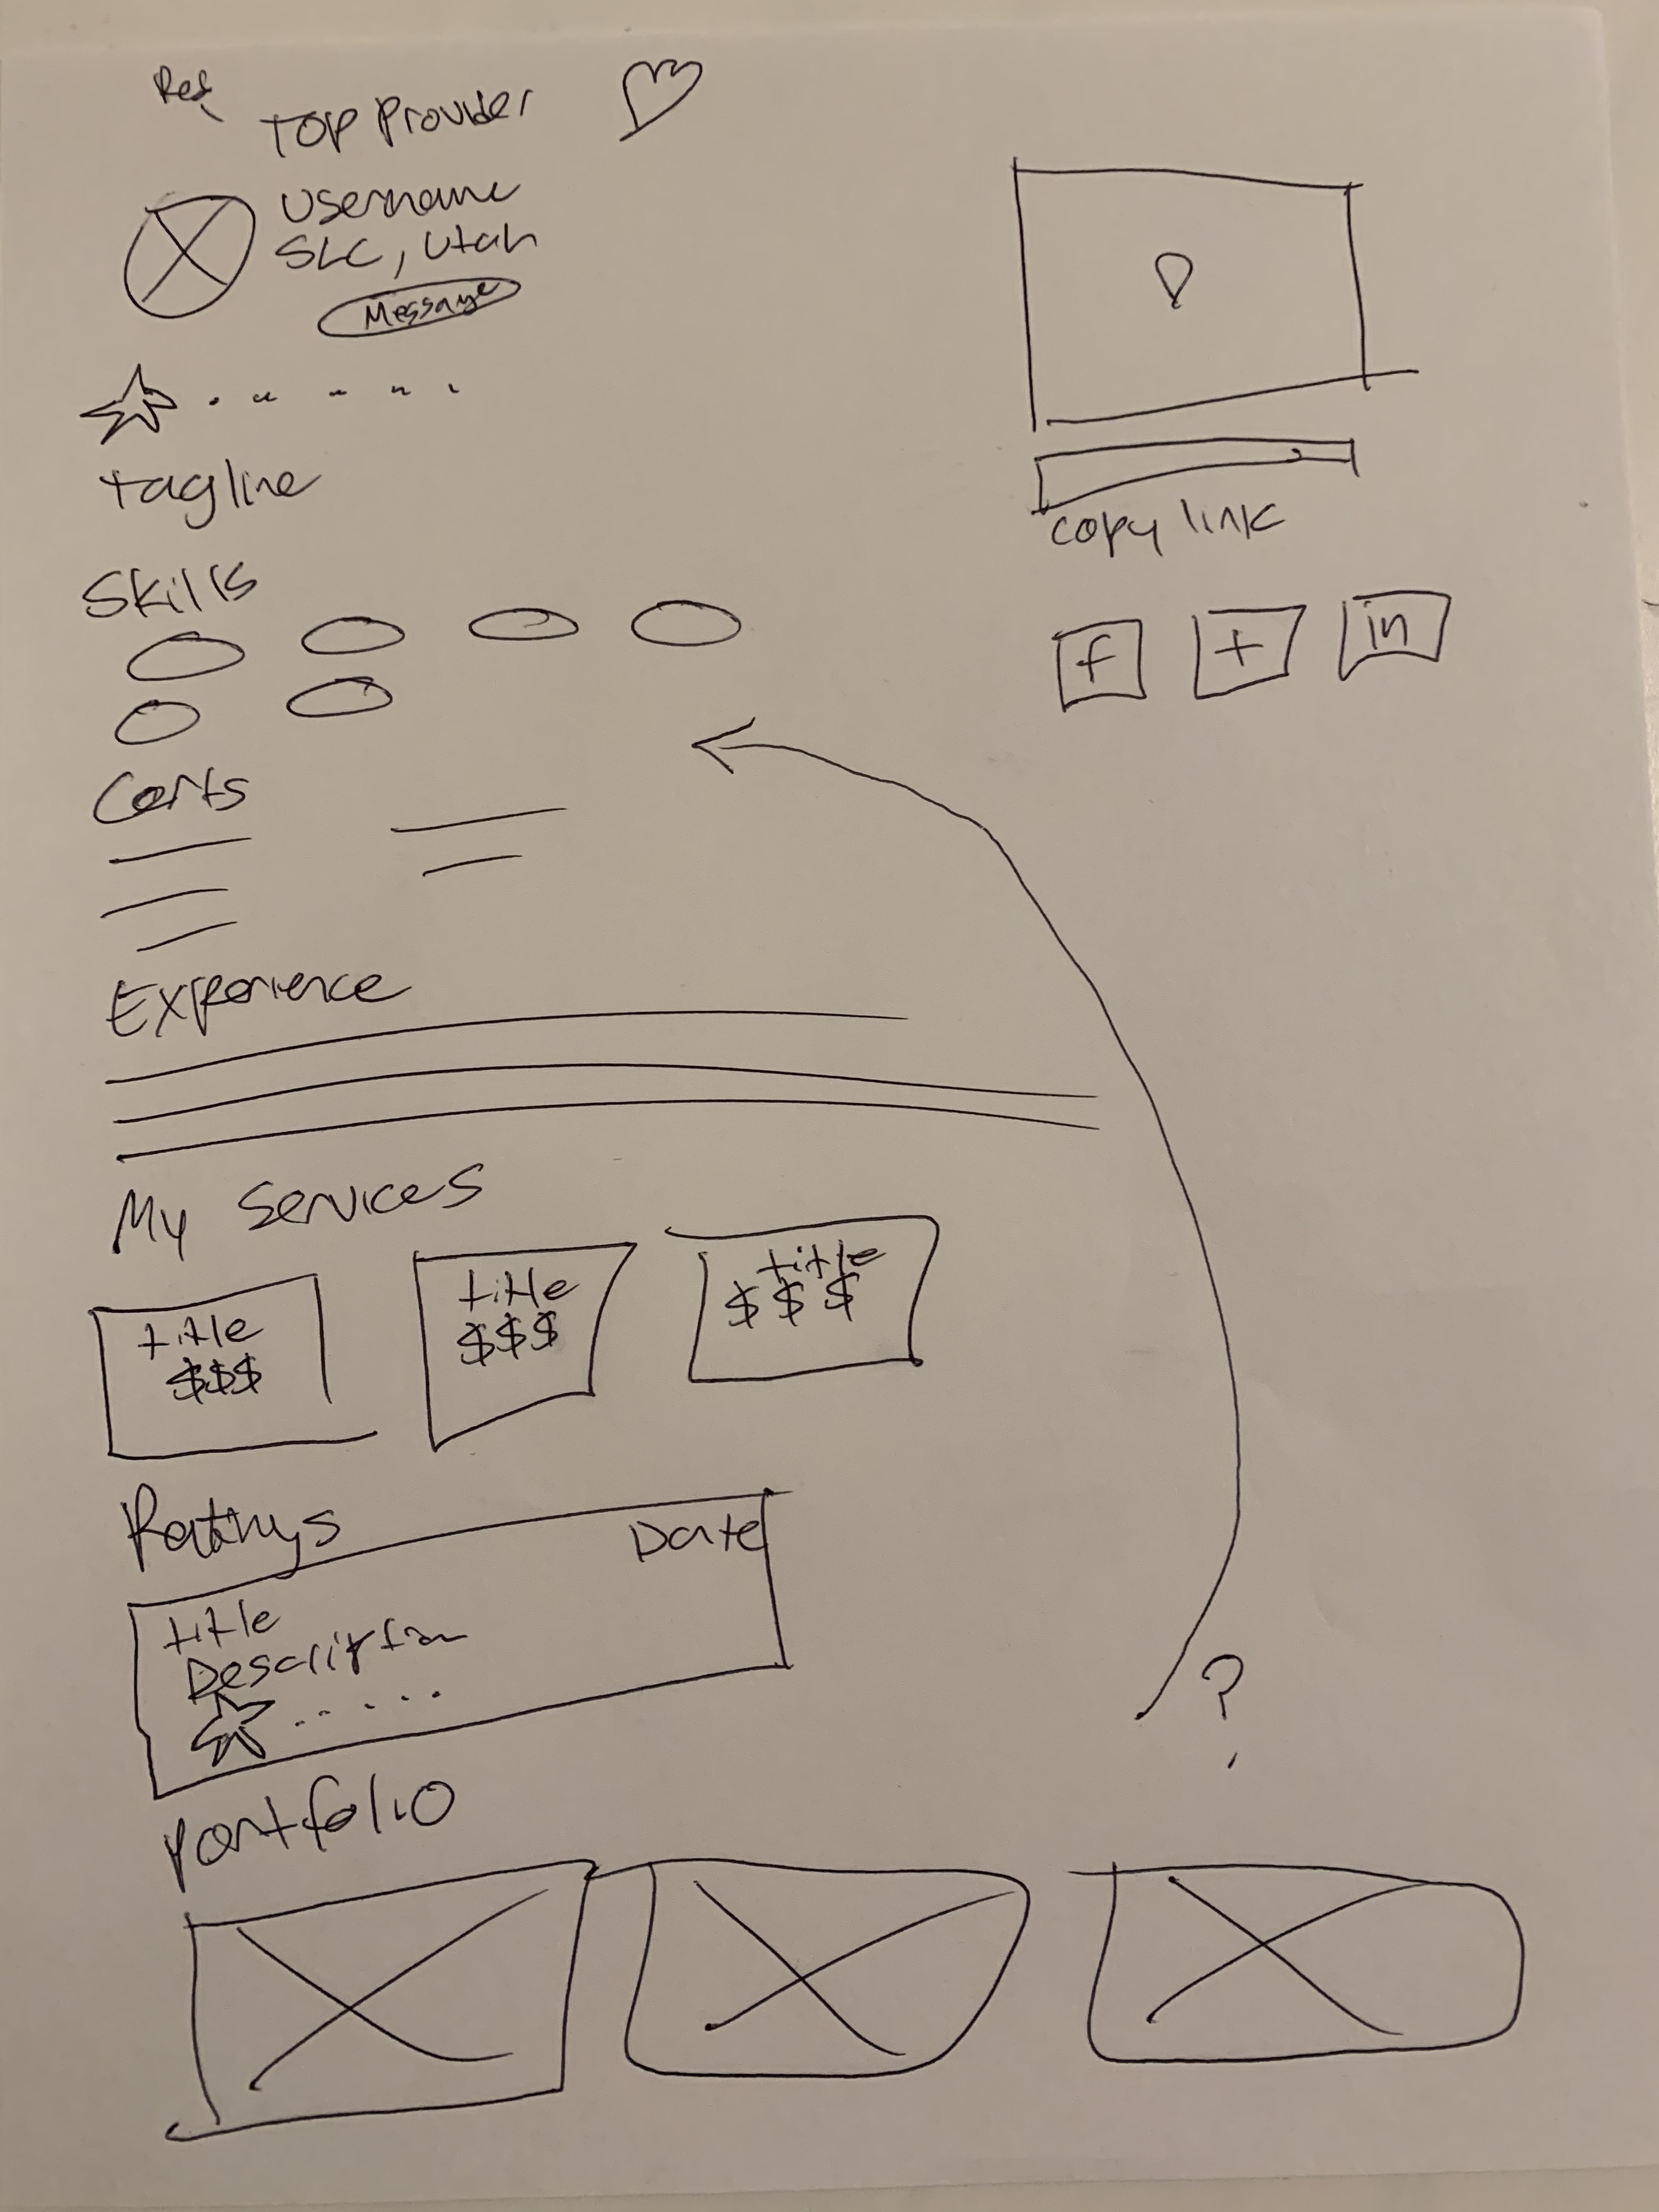 Ref
TOP Provider
Username
SLC, Utah
Message
tagline
copy link
Skills
f
t
in
Certs
Experience
My Services
title
$$$
title
$$$
title
$$$
Ratings
Date
title
Description
?
portfolio